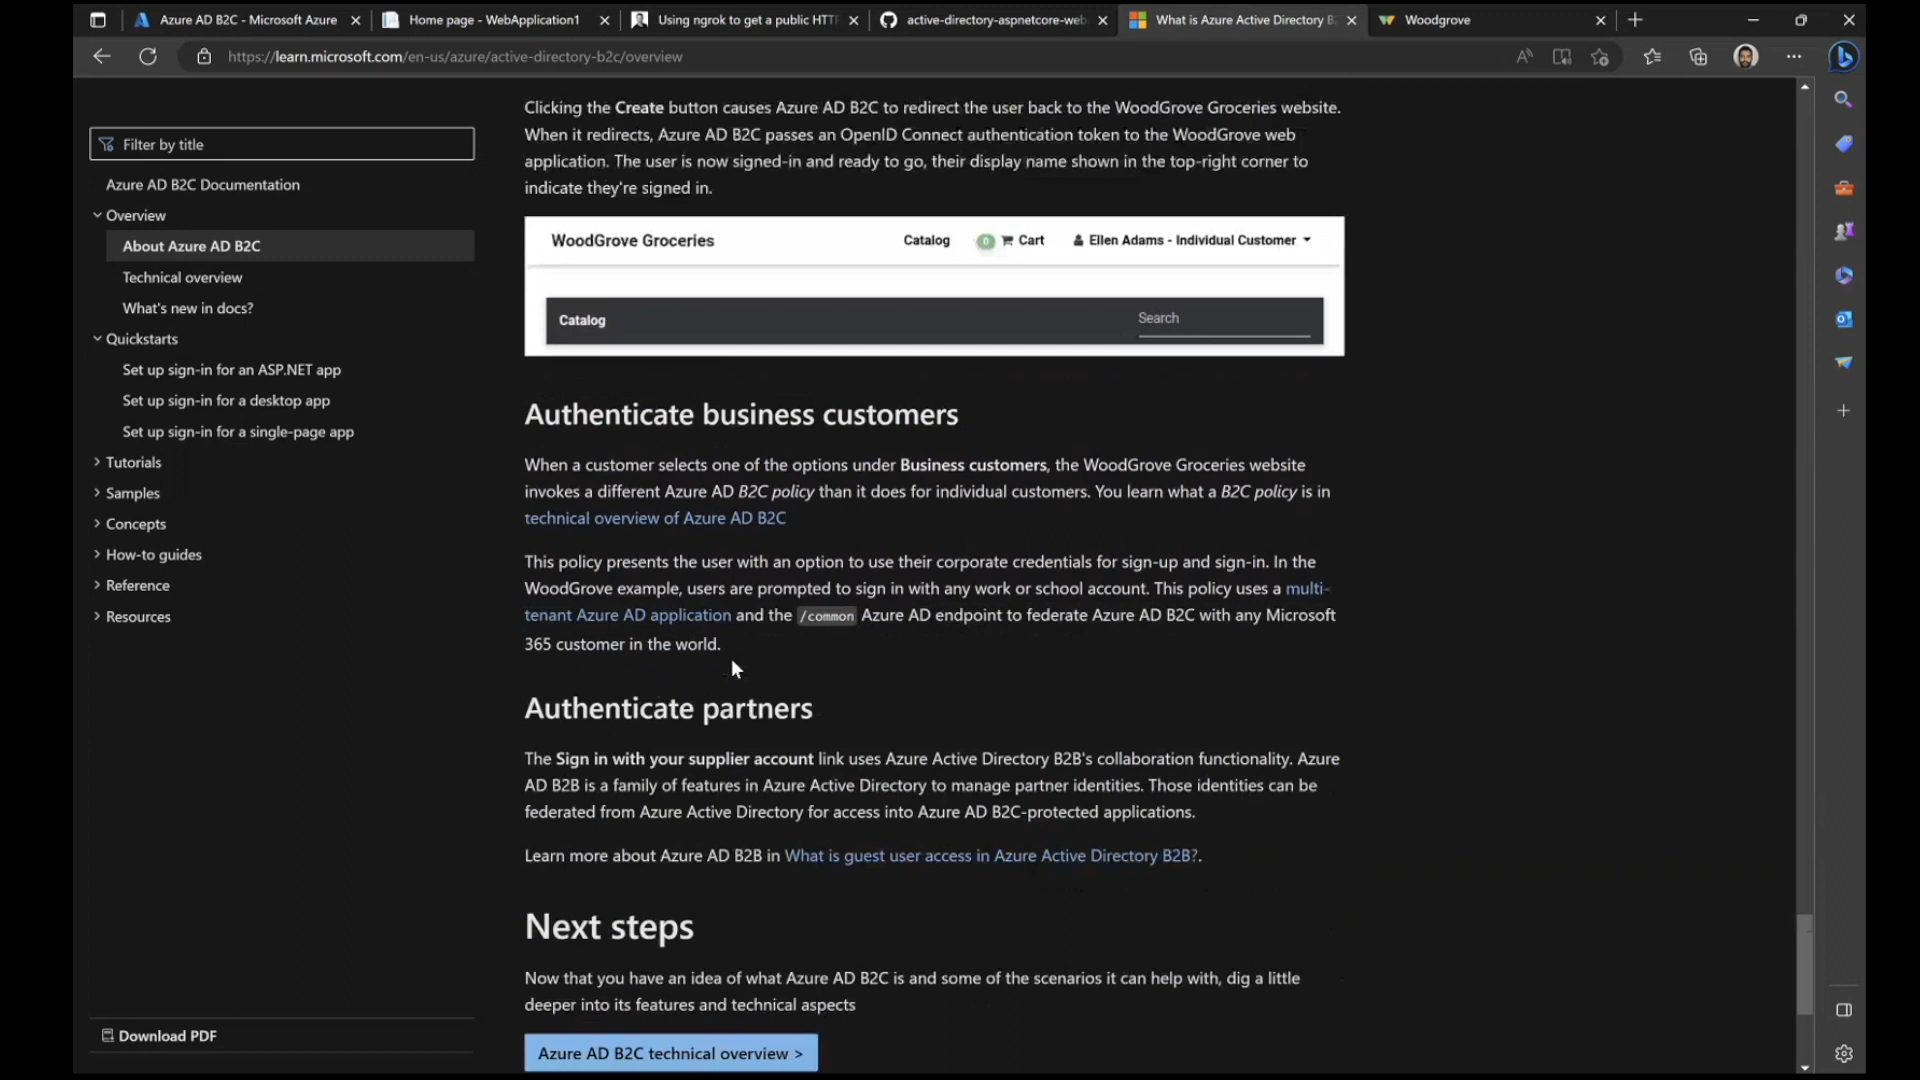 Azure AD B2C - Microsoft Azure
Home page - WebApplication1
Using ngrok to get a public HTT
active-directory-aspnetcore-web
What is Azure Active Directory B
Woodgrove
https://learn.microsoft.com/en-us/azure/active-directory-b2c/overview
Filter by title
Azure AD B2C Documentation
Overview
About Azure AD B2C
Technical overview
What's new in docs?
Quickstarts
Set up sign-in for an ASP.NET app
Set up sign-in for a desktop app
Set up sign-in for a single-page app
Tutorials
Samples
Concepts
How-to guides
Reference
Resources
Download PDF
Clicking the Create button causes Azure AD B2C to redirect the user back to the WoodGrove Groceries website.
When it redirects, Azure AD B2C passes an OpenID Connect authentication token to the WoodGrove web
application. The user is now signed-in and ready to go, their display name shown in the top-right corner to
indicate they're signed in.
WoodGrove Groceries
Catalog
0
Cart
Ellen Adams - Individual Customer
Catalog
Search
Authenticate business customers
When a customer selects one of the options under Business customers, the WoodGrove Groceries website
invokes a different Azure AD B2C policy than it does for individual customers. You learn what a B2C policy is in
technical overview of Azure AD B2C
This policy presents the user with an option to use their corporate credentials for sign-up and sign-in. In the
WoodGrove example, users are prompted to sign in with any work or school account. This policy uses a multi-
tenant Azure AD application and the /common Azure AD endpoint to federate Azure AD B2C with any Microsoft
365 customer in the world.
Authenticate partners
The Sign in with your supplier account link uses Azure Active Directory B2B's collaboration functionality. Azure
AD B2B is a family of features in Azure Active Directory to manage partner identities. Those identities can be
federated from Azure Active Directory for access into Azure AD B2C-protected applications.
Learn more about Azure AD B2B in What is guest user access in Azure Active Directory B2B?.
Next steps
Now that you have an idea of what Azure AD B2C is and some of the scenarios it can help with, dig a little
deeper into its features and technical aspects
Azure AD B2C technical overview >